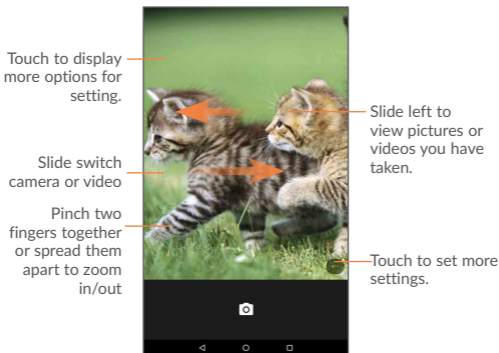 Touch to display
more options for
setting.
Slide switch
camera or video
Pinch two
fingers together
or spread them
apart to zoom
in/out
Slide left to
view pictures or
videos you have
taken.
Touch to set more
settings.